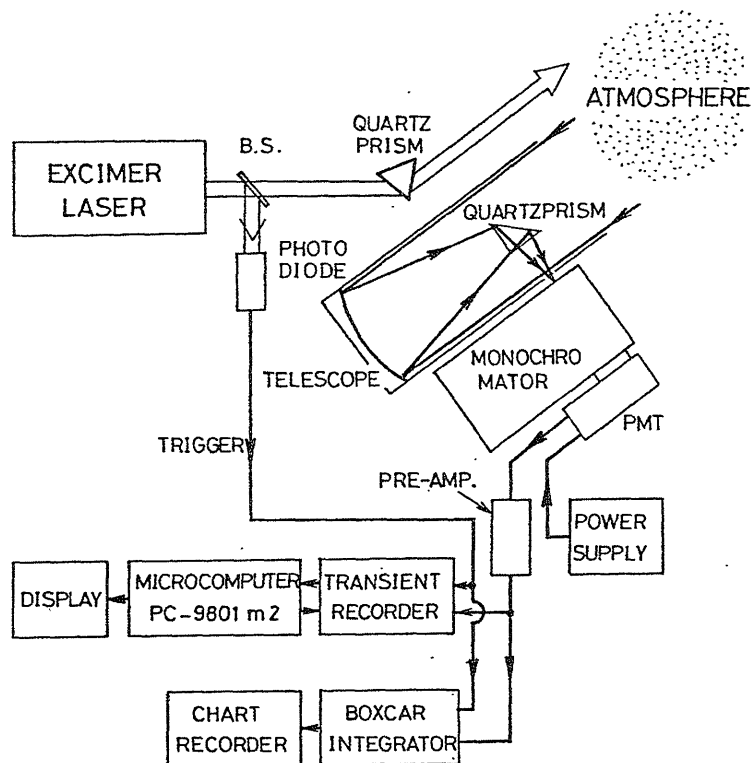 ATMOSPHERE
B.S.
QUARTZ
PRISM
EXCIMER
LASER
QUARTZPRISM
PHOTO
DIODE
TELESCOPE
MONOCHRO
MATOR
PMT
TRIGGER
PRE-AMP.
POWER
SUPPLY
DISPLAY
MICROCOMPUTER
PC-9801 m2
TRANSIENT
RECORDER
CHART
RECORDER
BOXCAR
INTEGRATOR